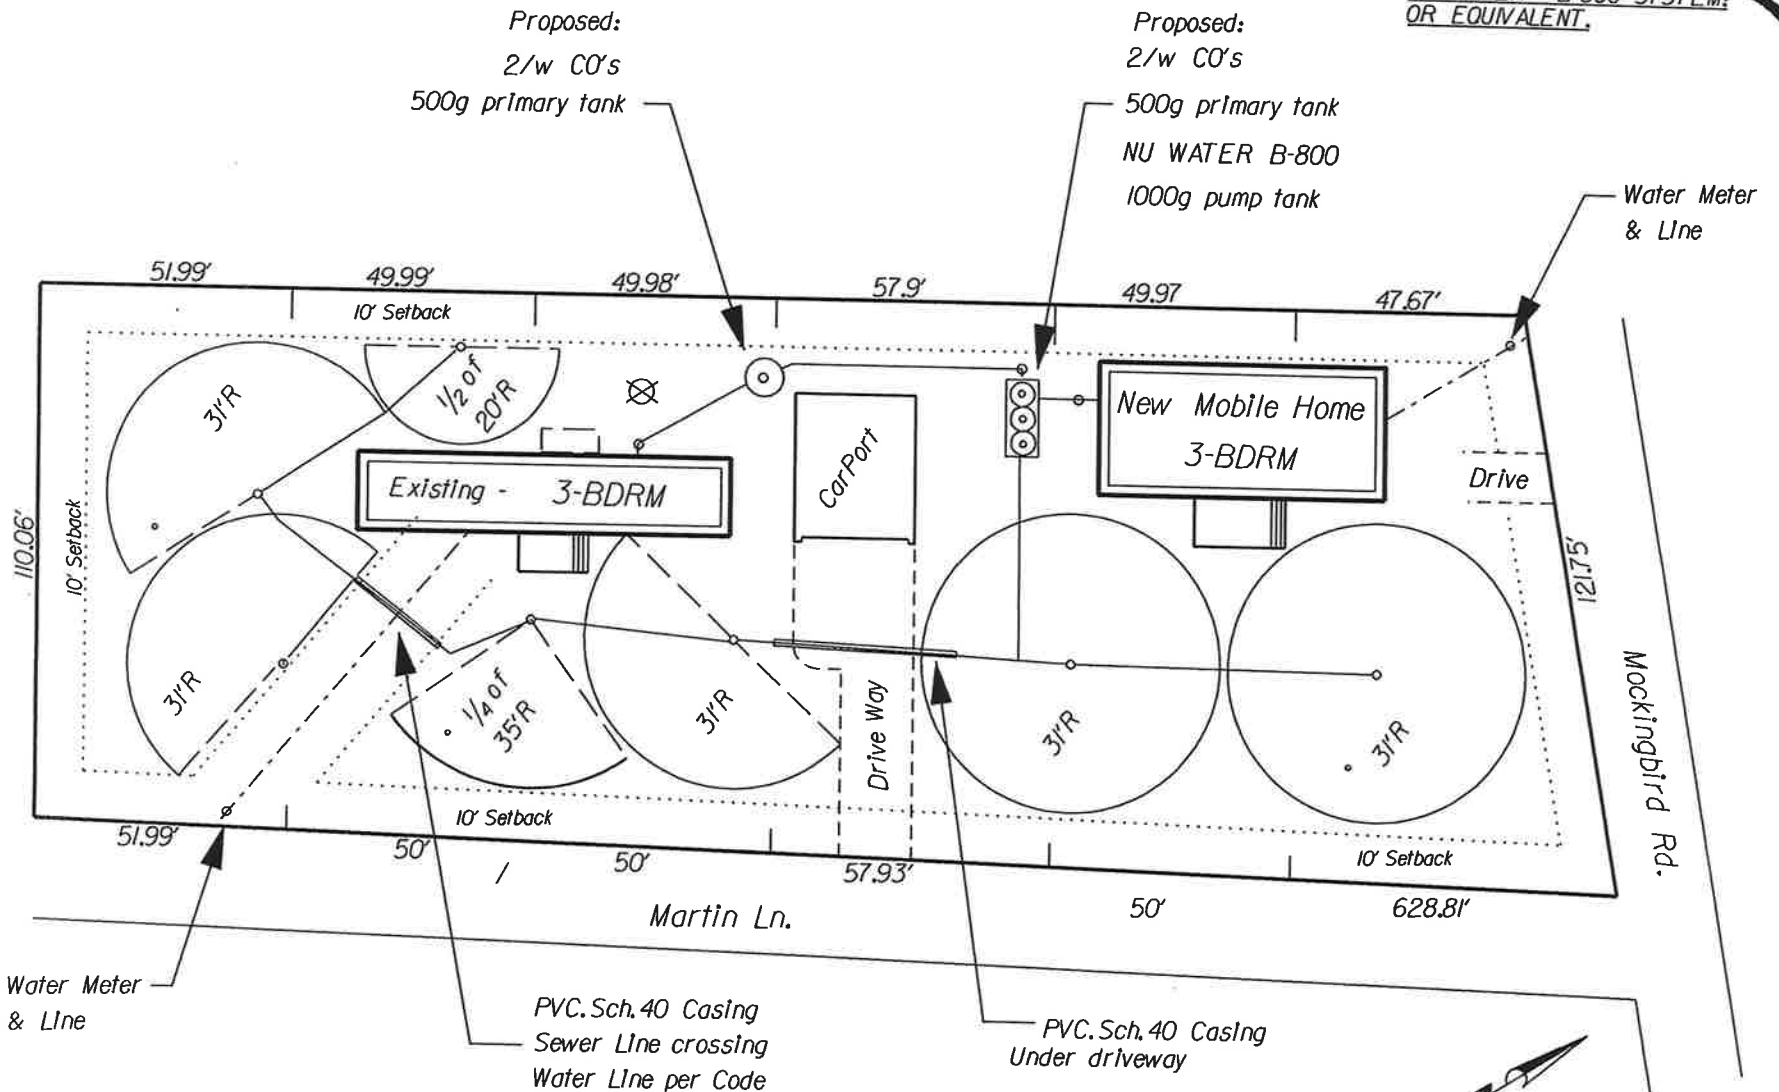 OR EQUIVALENT.
Proposed:
2/w CO's
500g primary tank
Proposed:
2/w CO's
500g primary tank
NU WATER B-800
1000g pump tank
Water Meter
& Line
51.99'
49.99'
49.98'
57.9'
49.97
47.67'
10' Setback
31'R
1/2 of
20'R
CarPort
New Mobile Home
3-BDRM
Existing - 3-BDRM
Drive
110.06'
10' Setback
121.75'
31'R
1/4 of
35'R
31'R
Drive Way
31'R
31'R
Mockingbird Rd.
10' Setback
10' Setback
51.99'
50'
50'
57.93'
50'
628.81'
Martin Ln.
Water Meter
& Line
PVC.Sch.40 Casing
Sewer Line crossing
Water Line per Code
PVC.Sch.40 Casing
Under driveway